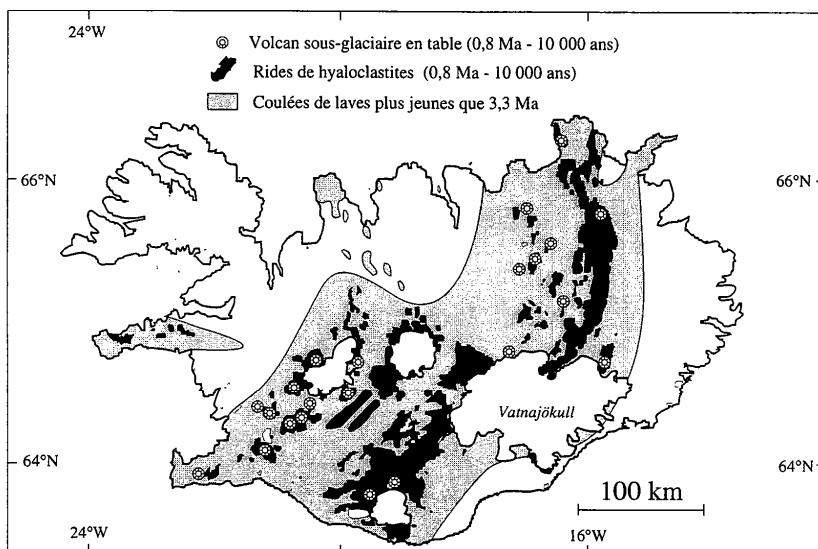 24°W
Volcan sous-glaciaire en table (0,8 Ma - 10 000 ans)
Rides de hyaloclastites (0,8 Ma - 10 000 ans)
Coulées de laves plus jeunes que 3,3 Ma
66°N
66°N
Vatnajökull
64°N
64°N
100 km
24°W
16°W